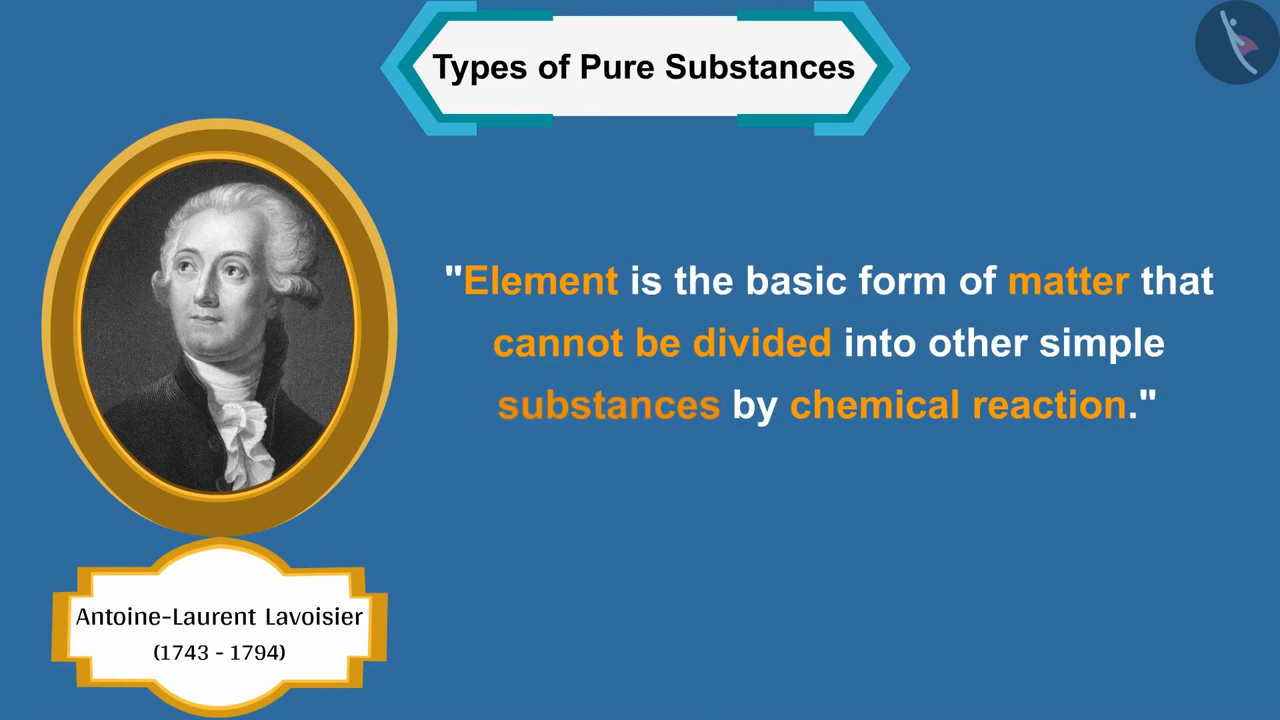 Types of Pure Substances
"Element is the basic form of matter that
cannot be divided into other simple
substances by chemical reaction."
Antoine-Laurent Lavoisier
(1743 - 1794)